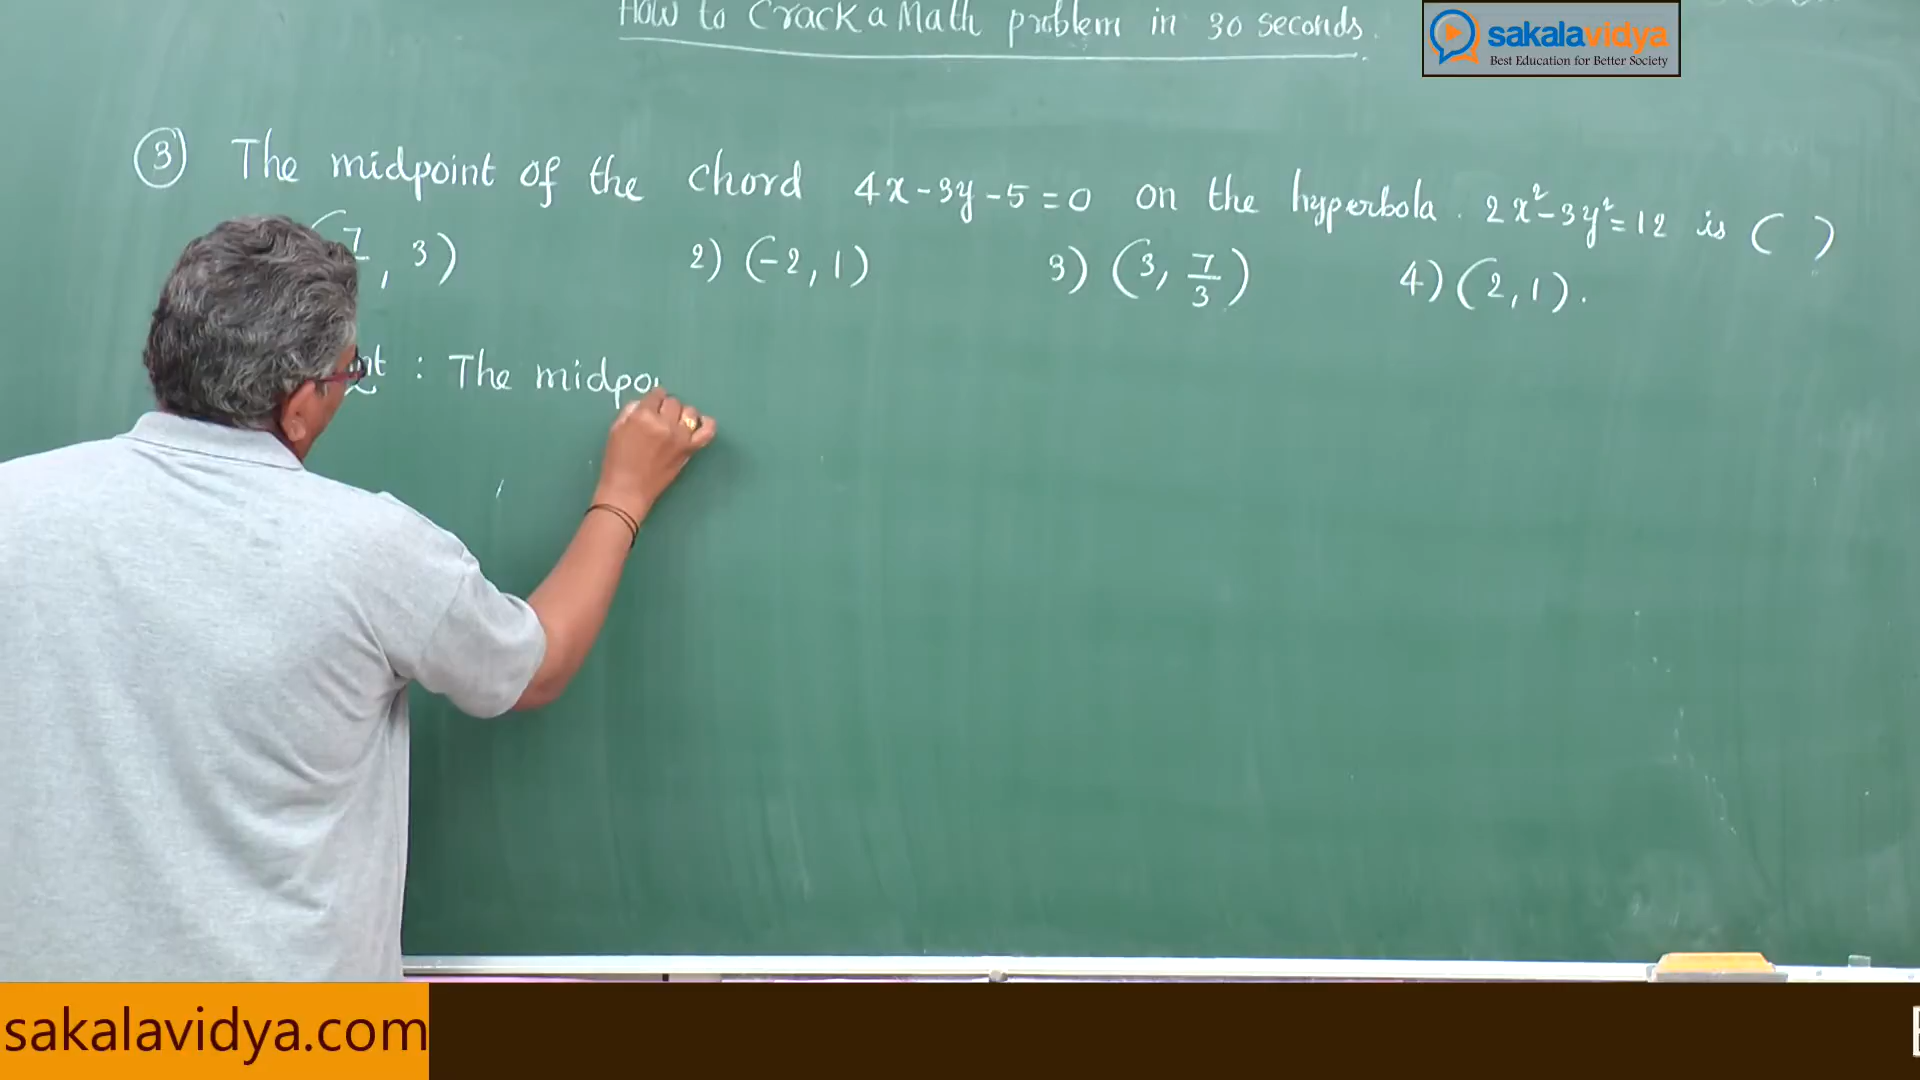 How to Crack a Math problem in 30 seconds.
sakalavidya
Best Education for Better Society
③ The midpoint of the chord 4x-3y-5=0 on the hyperbola. 2x²-3y²=12 is ( )
7 , 3) 2) (-2, 1) 3) (3, 7/3) 4) (2, 1).
: The midpo
sakalavidya.com